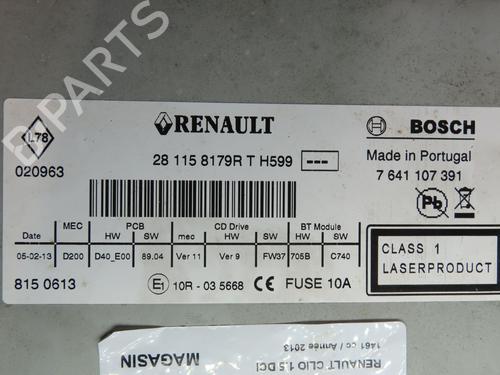 B-PARTS
L78
RENAULT
BOSCH
020963
28 115 8179R T H599 ---
Made in Portugal
7 641 107 391
Pb
MEC PCB CD Drive BT Module
Date HW SW mec SW HW SW
05-02-13 D200 D40_E00 89.04 Ver 11 Ver 9 FW37 705B C740
CLASS 1
LASERPRODUCT
815 0613
E1 10R - 03 5668 CE FUSE 10A
MAGASIN
1461 cc / Année 2013
RENAULT CLIO 1.5 DCI